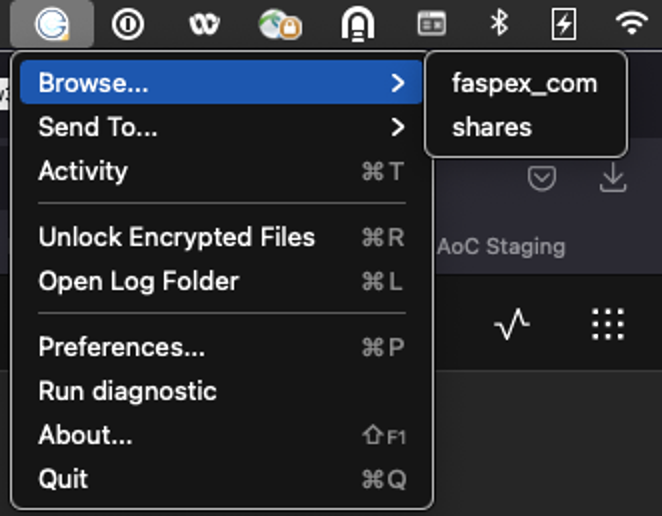 Browse...
faspex_com
Send To...
shares
Activity ⌘T
Unlock Encrypted Files ⌘R
AoC Staging
Open Log Folder ⌘L
Preferences... ⌘P
Run diagnostic
About... ⇧F1
Quit ⌘Q